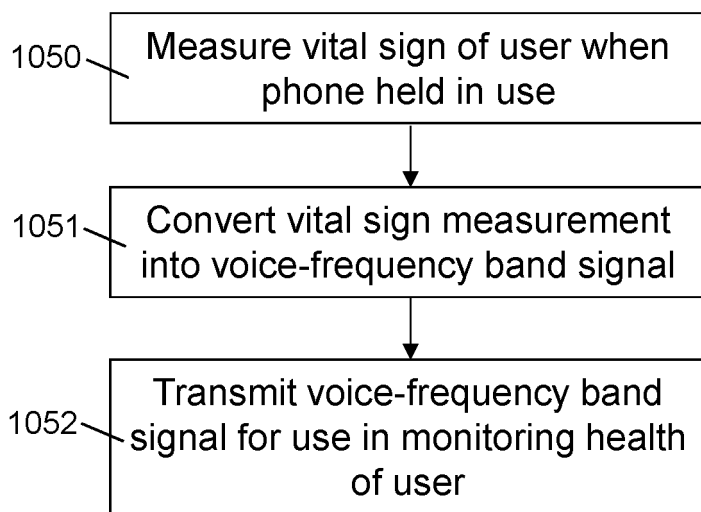 1050
Measure vital sign of user when
phone held in use
1051
Convert vital sign measurement
into voice-frequency band signal
1052
Transmit voice-frequency band
signal for use in monitoring health
of user